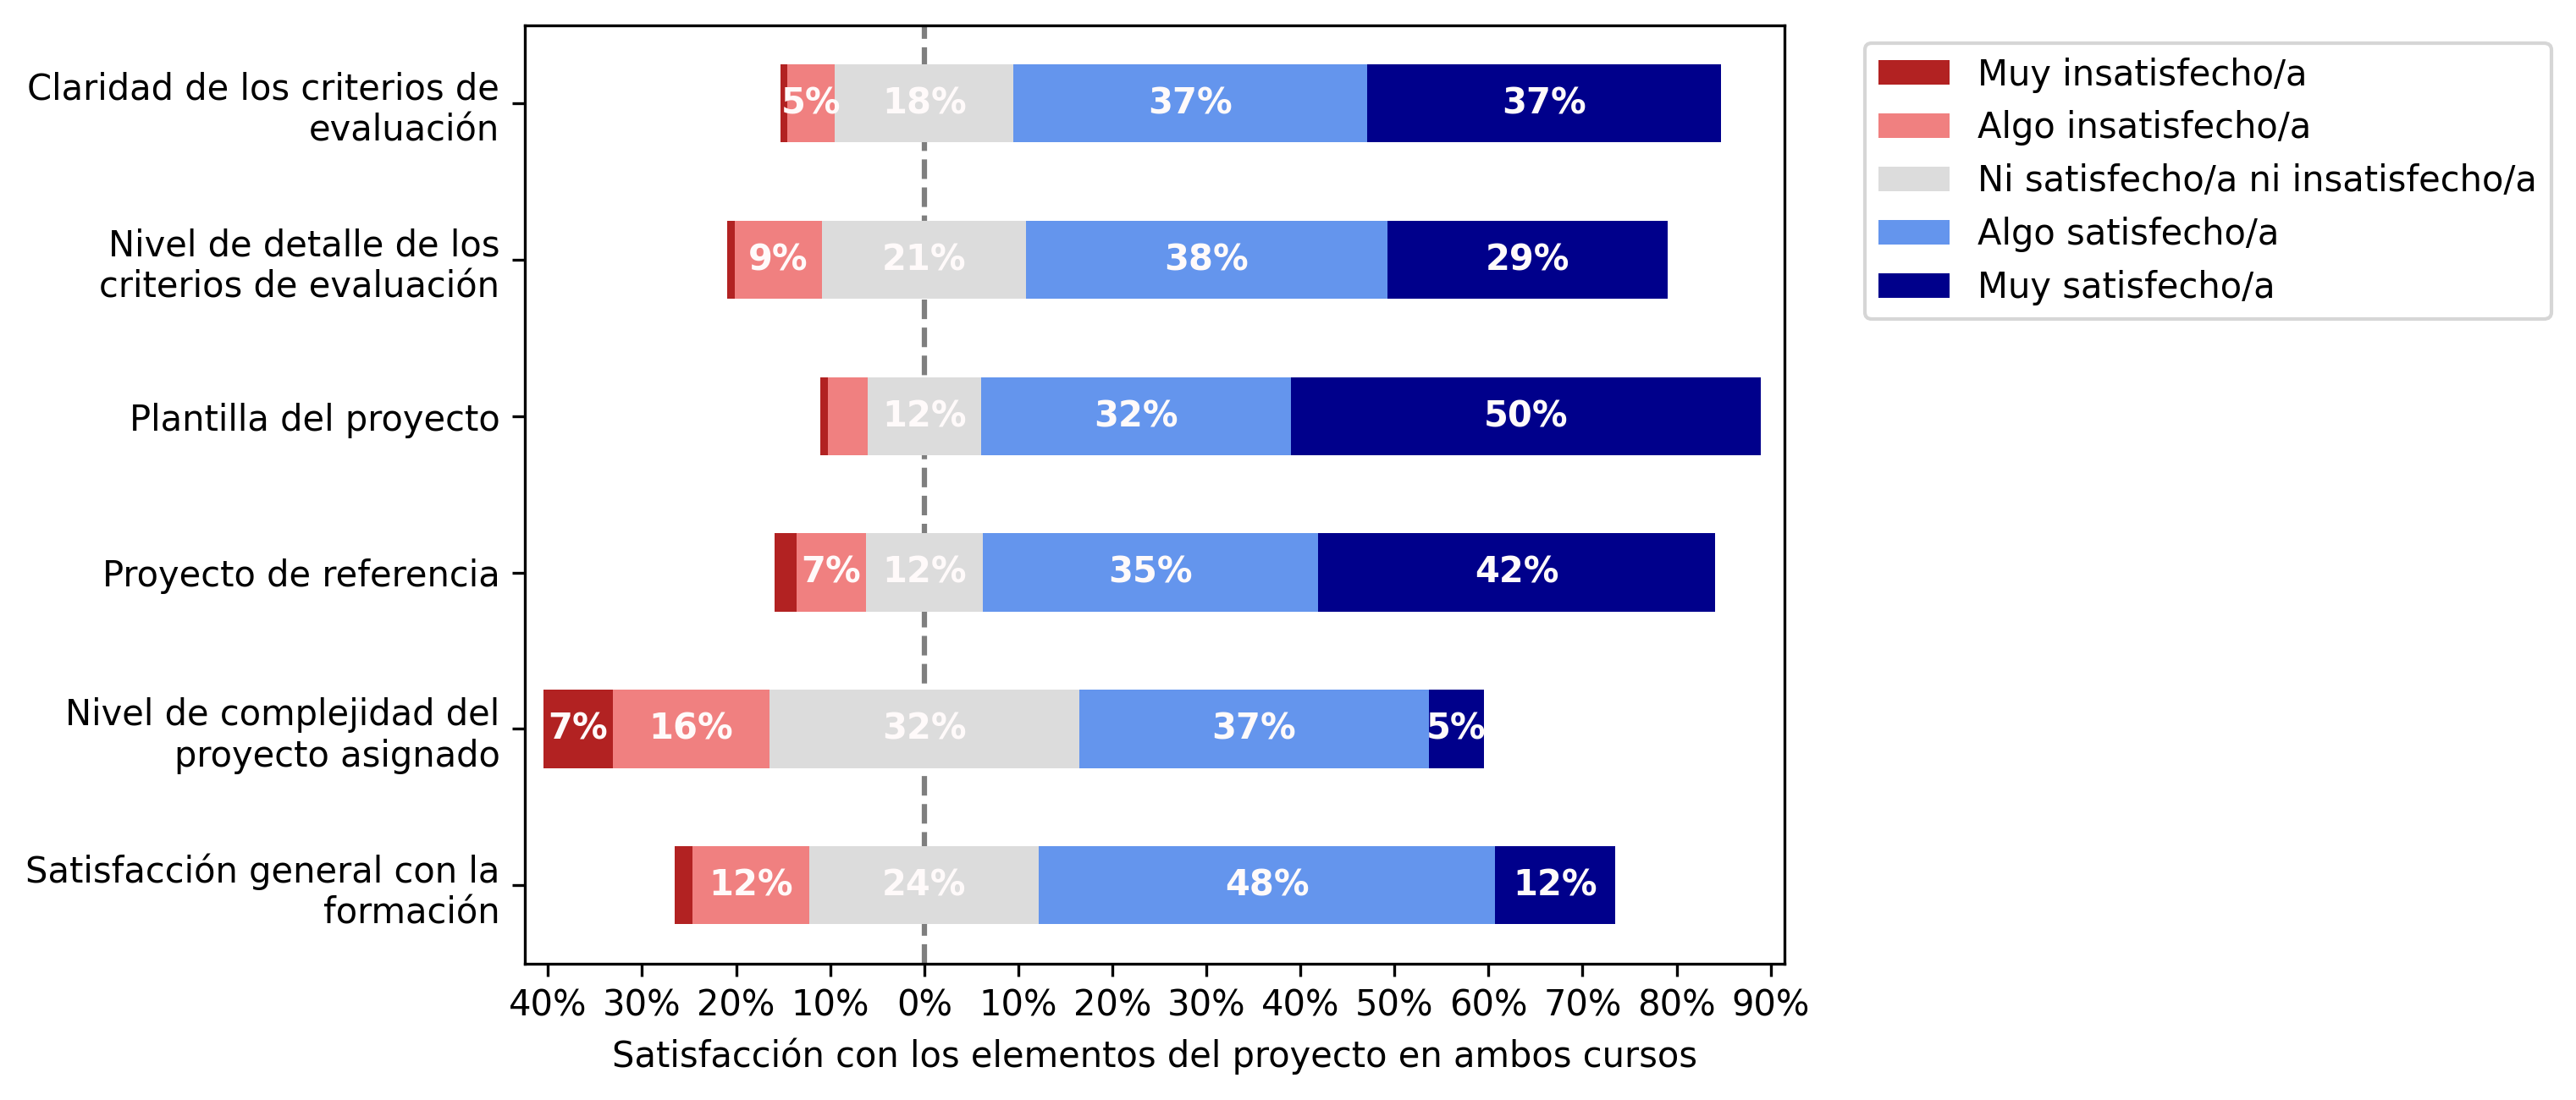 Claridad de los criterios de
evaluación
5% 18% 37% 37%
Nivel de detalle de los
criterios de evaluación
9% 21% 38% 29%
Plantilla del proyecto
12% 32% 50%
Proyecto de referencia
7% 12% 35% 42%
Nivel de complejidad del
proyecto asignado
7% 16% 32% 37% 5%
Satisfacción general con la
formación
12% 24% 48% 12%
40% 30% 20% 10% 0% 10% 20% 30% 40% 50% 60% 70% 80% 90%
Satisfacción con los elementos del proyecto en ambos cursos
Muy insatisfecho/a
Algo insatisfecho/a
Ni satisfecho/a ni insatisfecho/a
Algo satisfecho/a
Muy satisfecho/a